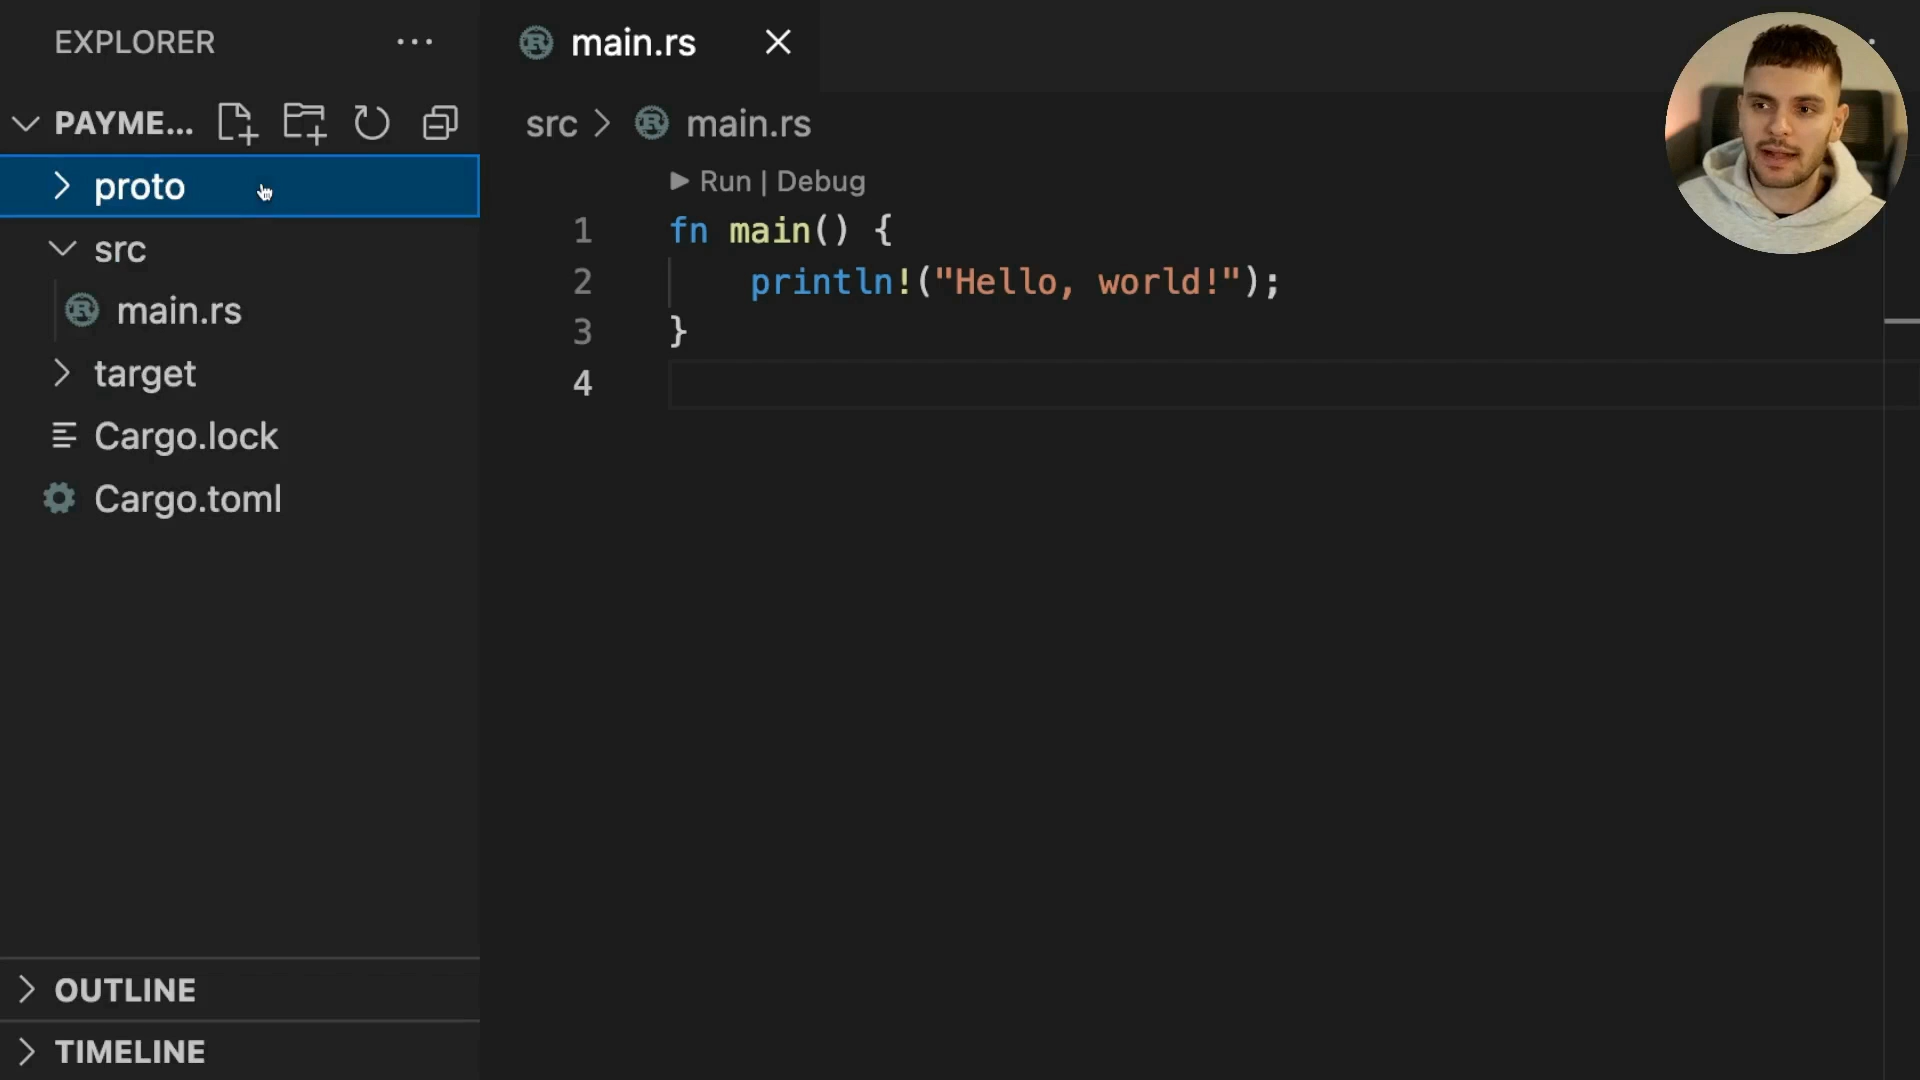 EXPLORER
PAYME...
proto
src
main.rs
target
Cargo.lock
Cargo.toml
OUTLINE
TIMELINE
main.rs
src > main.rs
Run | Debug
1 fn main() {
2 println!("Hello, world!");
3 }
4